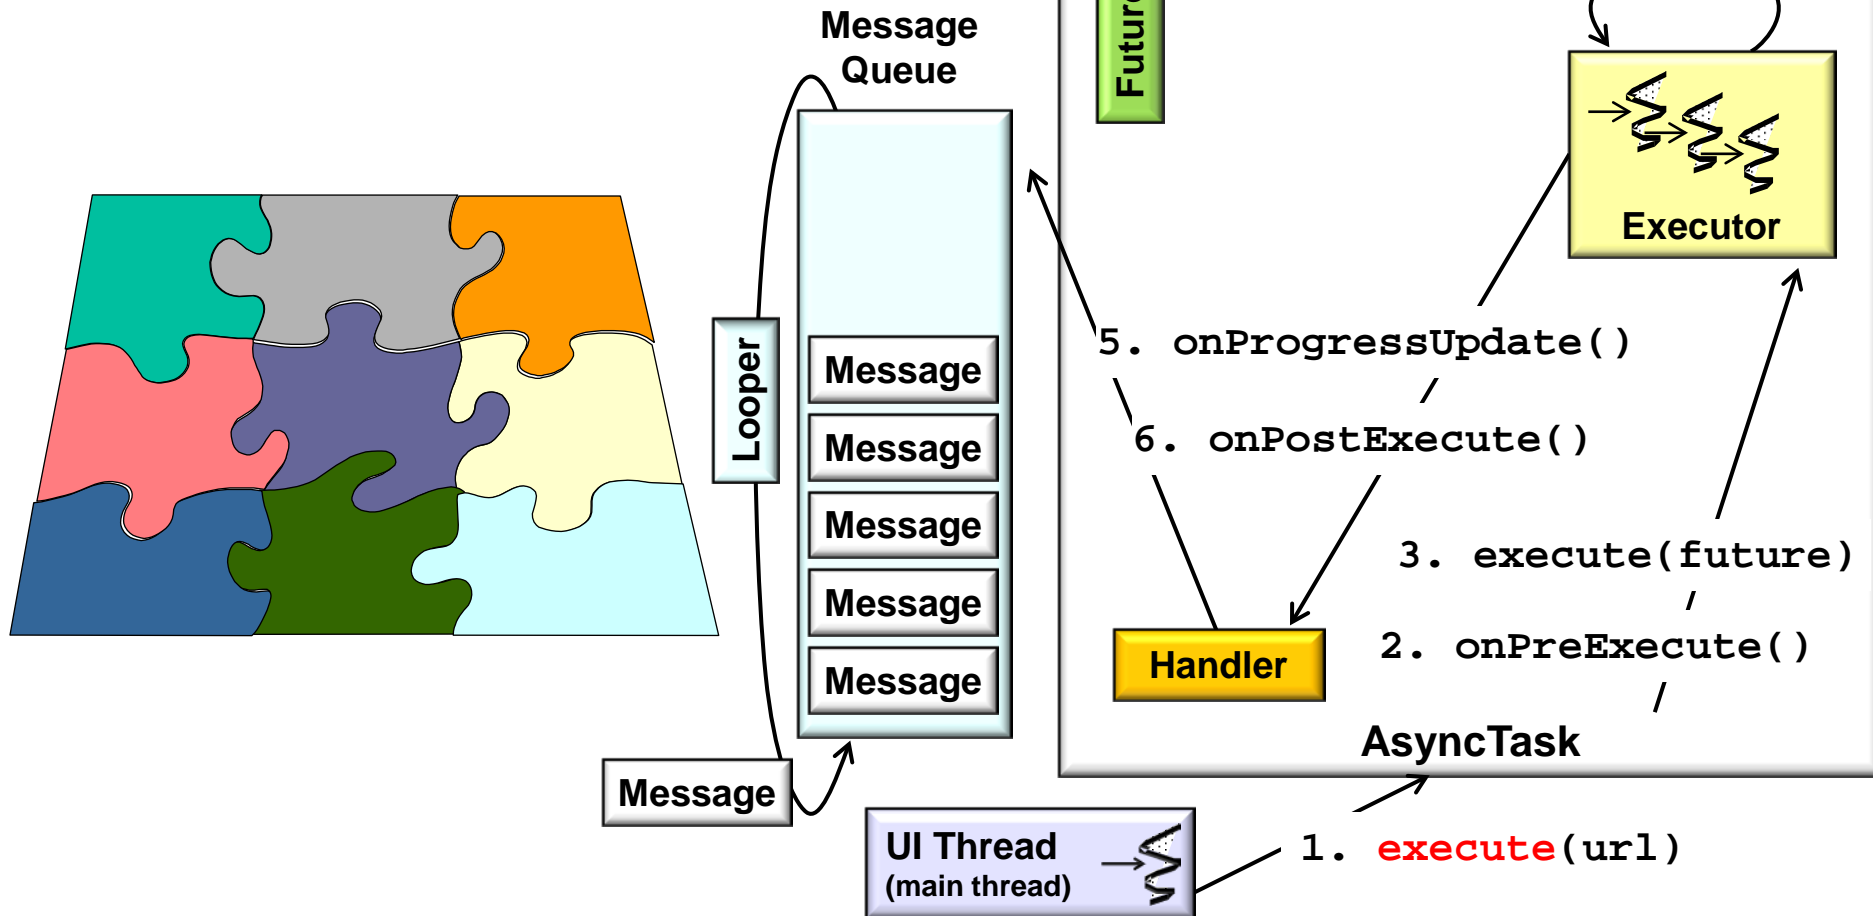 Message
Queue
Futur
Executor
Looper
Message
Message
Message
Message
Message
Message
5. onProgressUpdate()
6. onPostExecute()
3. execute(future)
2. onPreExecute()
Handler
AsyncTask
UI Thread
(main thread)
1. execute(url)